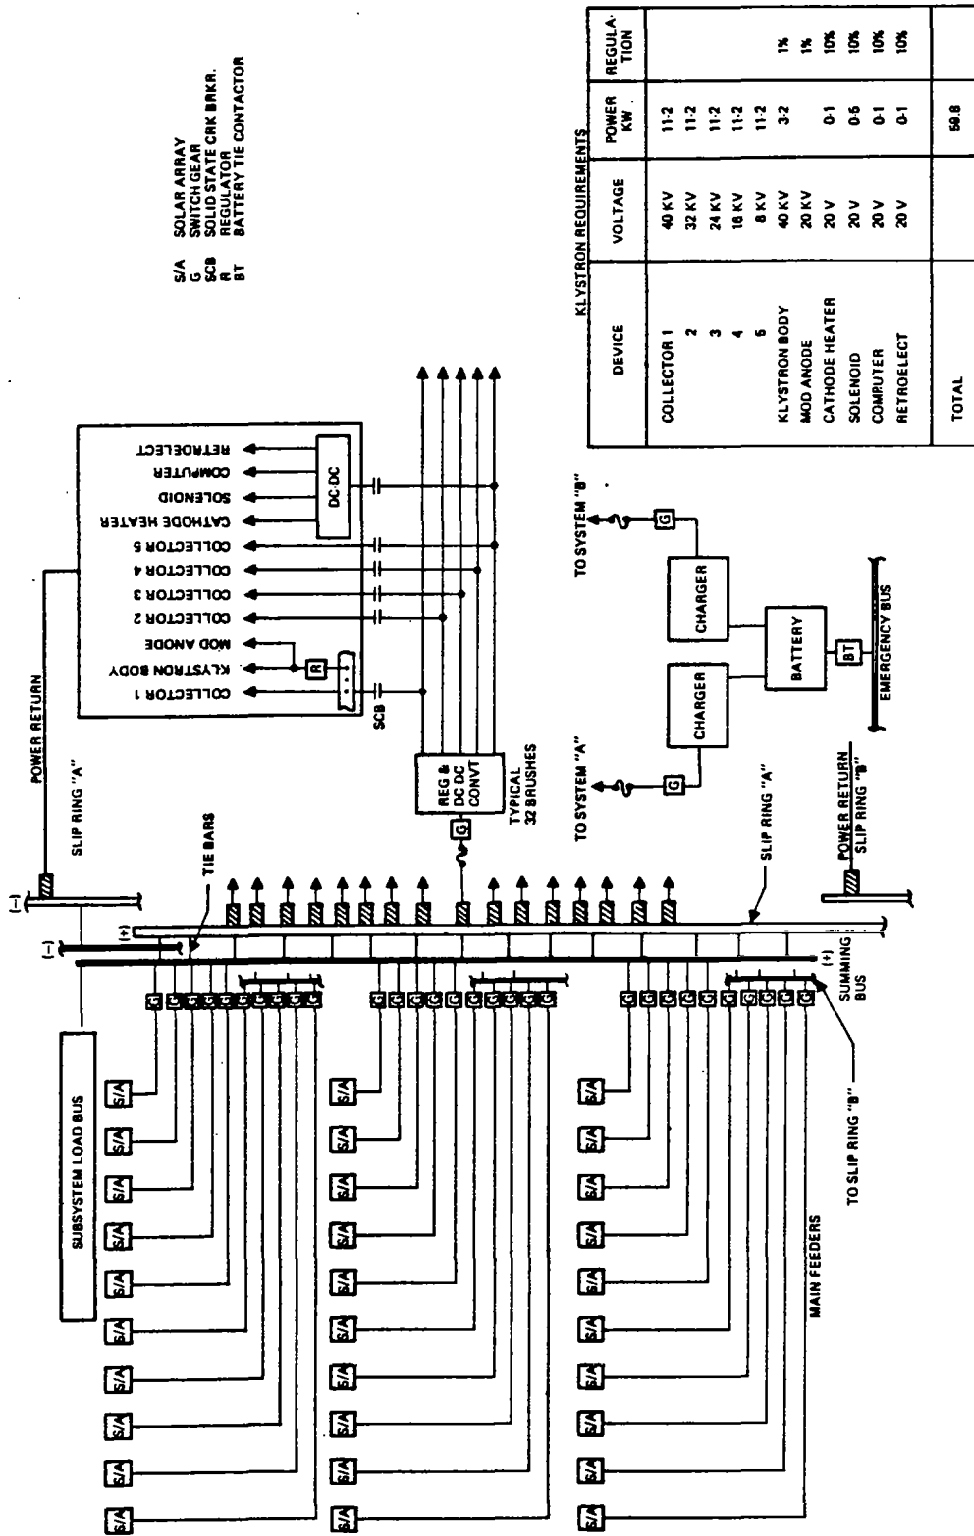 S/A SOLAR ARRAY
G SWITCH GEAR
SCB SOLID STATE CRK BRKR.
R REGULATOR
BT BATTERY TIE CONTACTOR
SUBSYSTEM LOAD BUS
S/A S/A S/A S/A S/A S/A S/A S/A S/A S/A
G G G G G G G G G G
S/A S/A S/A S/A S/A S/A S/A S/A S/A S/A
G G G G G G G G G G
S/A S/A S/A S/A S/A S/A S/A S/A S/A S/A
G G G G G G G G G G
MAIN FEEDERS
TO SLIP RING "B"
SUMMING
BUS
(+)
(-)
(+)
(-)
TIE BARS
SLIP RING "A"
POWER RETURN
SLIP RING "A"
POWER RETURN
SLIP RING "B"
G
REG &
DC-DC
CONVT
TYPICAL
32 BRUSHES
SCB
R
DC-DC
COLLECTOR 1
KLYSTRON BODY
MOD ANODE
COLLECTOR 2
COLLECTOR 3
COLLECTOR 4
COLLECTOR 5
CATHODE HEATER
SOLENOID
COMPUTER
RETROELECT
TO SYSTEM "A"
G
CHARGER
TO SYSTEM "B"
G
CHARGER
BATTERY
BT
EMERGENCY BUS
KLYSTRON REQUIREMENTS
DEVICE VOLTAGE POWER KW REGULA-TION
COLLECTOR 1 40 KV 11·2
2 32 KV 11·2
3 24 KV 11·2
4 16 KV 11·2
5 8 KV 11·2
KLYSTRON BODY 40 KV 3·2 1%
MOD ANODE 20 KV 1%
CATHODE HEATER 20 V 0·1 10%
SOLENOID 20 V 0·5 10%
COMPUTER 20 V 0·1 10%
RETROELECT 20 V 0·1 10%
TOTAL 59.8